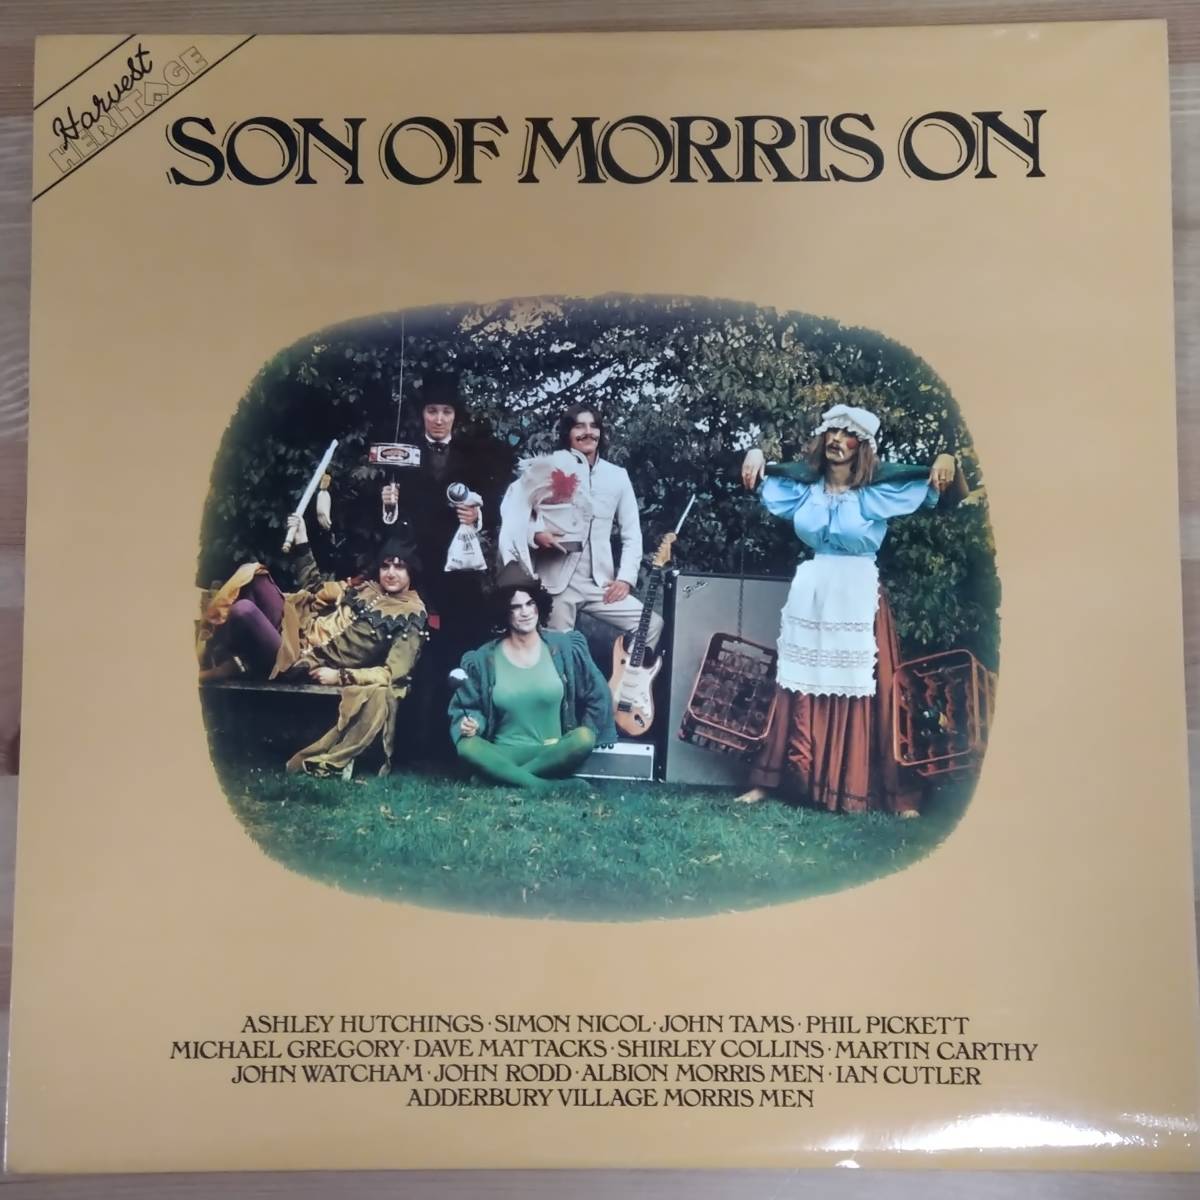 Harvest
HERITAGE
SON OF MORRIS ON
ASHLEY HUTCHINGS · SIMON NICOL · JOHN TAMS · PHIL PICKETT
MICHAEL GREGORY · DAVE MATTACKS · SHIRLEY COLLINS · MARTIN CARTHY
JOHN WATCHAM · JOHN RODD · ALBION MORRIS MEN · IAN CUTLER
ADDERBURY VILLAGE MORRIS MEN